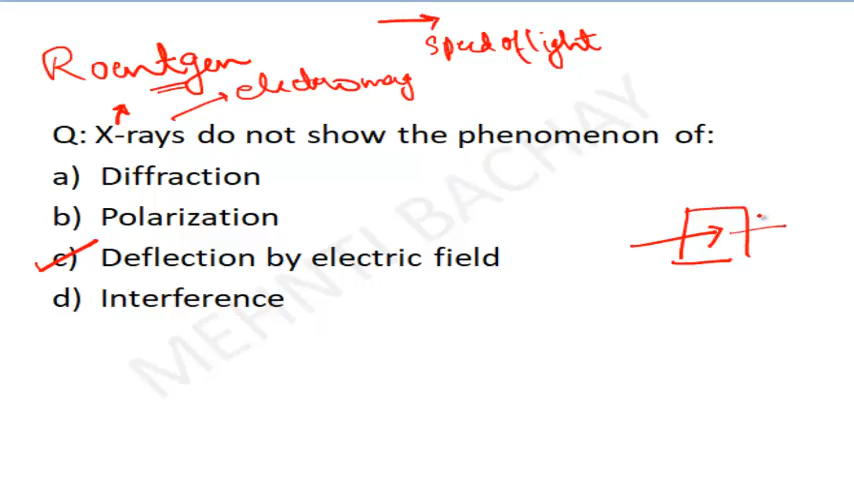 speed of light
Roentgen
electromag
Q: X-rays do not show the phenomenon of:
a) Diffraction
b) Polarization
c) Deflection by electric field
d) Interference
MEHNTI BACHAY